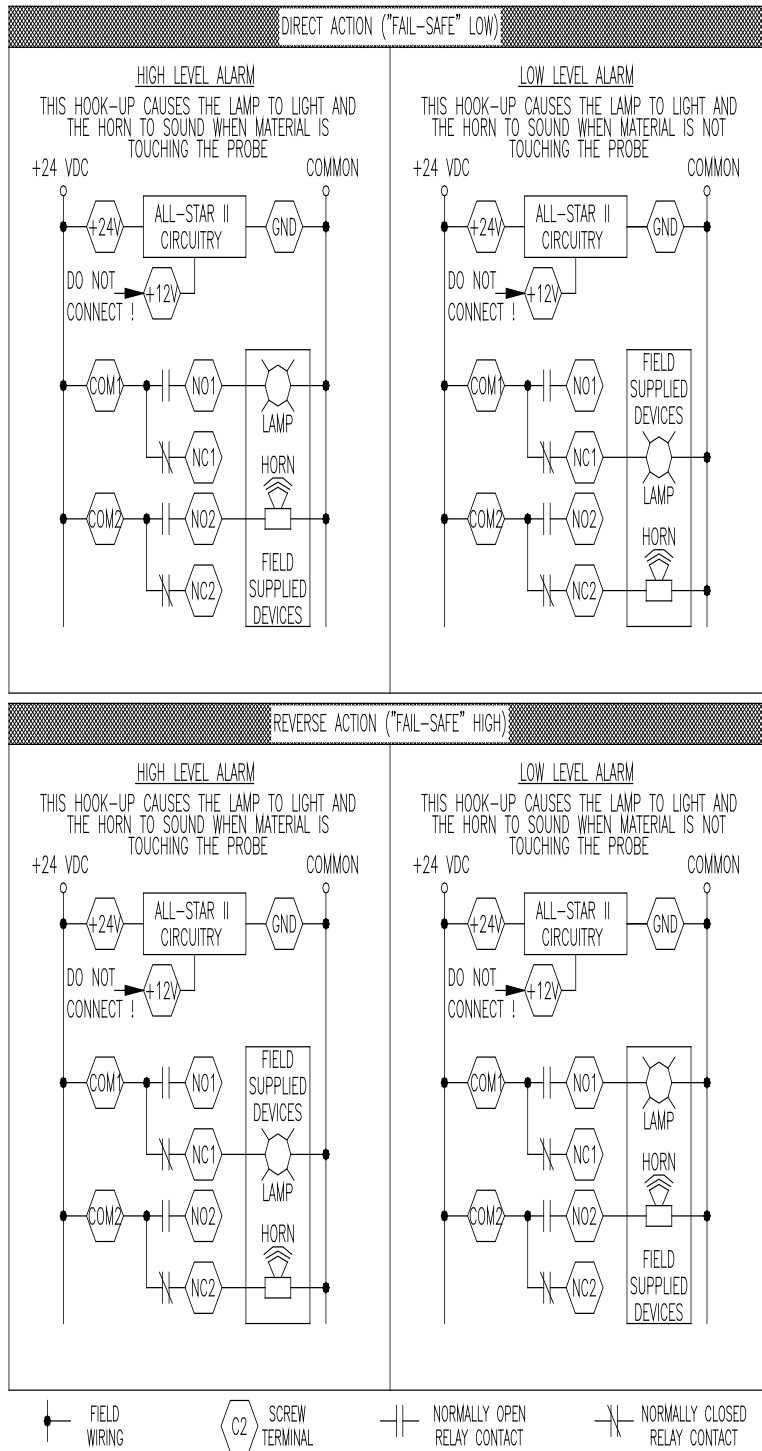 DIRECT ACTION ("FAIL-SAFE" LOW)
HIGH LEVEL ALARM
THIS HOOK-UP CAUSES THE LAMP TO LIGHT AND
THE HORN TO SOUND WHEN MATERIAL IS
TOUCHING THE PROBE
+24 VDC
COMMON
+24V
ALL-STAR II
CIRCUITRY
GND
DO NOT
CONNECT !
+12V
COM1
NO1
LAMP
NC1
HORN
COM2
NO2
NC2
FIELD
SUPPLIED
DEVICES
LOW LEVEL ALARM
THIS HOOK-UP CAUSES THE LAMP TO LIGHT AND
THE HORN TO SOUND WHEN MATERIAL IS NOT
TOUCHING THE PROBE
+24 VDC
COMMON
+24V
ALL-STAR II
CIRCUITRY
GND
DO NOT
CONNECT !
+12V
FIELD
SUPPLIED
DEVICES
COM1
NO1
NC1
LAMP
COM2
NO2
HORN
NC2
REVERSE ACTION ("FAIL-SAFE" HIGH)
HIGH LEVEL ALARM
THIS HOOK-UP CAUSES THE LAMP TO LIGHT AND
THE HORN TO SOUND WHEN MATERIAL IS
TOUCHING THE PROBE
+24 VDC
COMMON
+24V
ALL-STAR II
CIRCUITRY
GND
DO NOT
CONNECT !
+12V
FIELD
SUPPLIED
DEVICES
COM1
NO1
NC1
LAMP
COM2
NO2
HORN
NC2
LOW LEVEL ALARM
THIS HOOK-UP CAUSES THE LAMP TO LIGHT AND
THE HORN TO SOUND WHEN MATERIAL IS NOT
TOUCHING THE PROBE
+24 VDC
COMMON
+24V
ALL-STAR II
CIRCUITRY
GND
DO NOT
CONNECT !
+12V
COM1
NO1
LAMP
NC1
HORN
COM2
NO2
NC2
FIELD
SUPPLIED
DEVICES
FIELD
WIRING
C2
SCREW
TERMINAL
NORMALLY OPEN
RELAY CONTACT
NORMALLY CLOSED
RELAY CONTACT